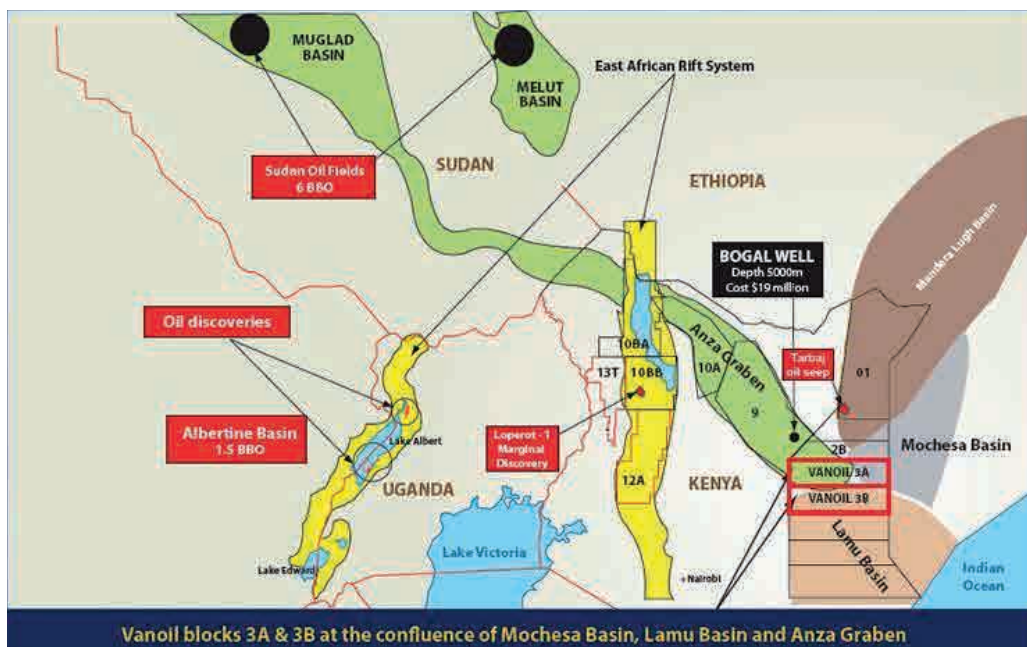 MUGLAD
BASIN
MELUT
BASIN
East African Rift System
Sudan Oil Fields
6 BBO
SUDAN
ETHIOPIA
Mandera Lugh Basin
BOGAL WELL
Depth 5000m
Cost $19 million
Oil discoveries
Anza Graben
10BA
13T
10BB
10A
9
Tarbaj
oil seep
01
Albertine Basin
1.5 BBO
Lake Albert
Loperot - 1
Marginal
Discovery
2B
Mochesa Basin
UGANDA
12A
KENYA
VANOIL 3A
VANOIL 3B
Lamu Basin
Lake Victoria
Lake Edward
Nairobi
Indian
Ocean
Vanoil blocks 3A & 3B at the confluence of Mochesa Basin, Lamu Basin and Anza Graben